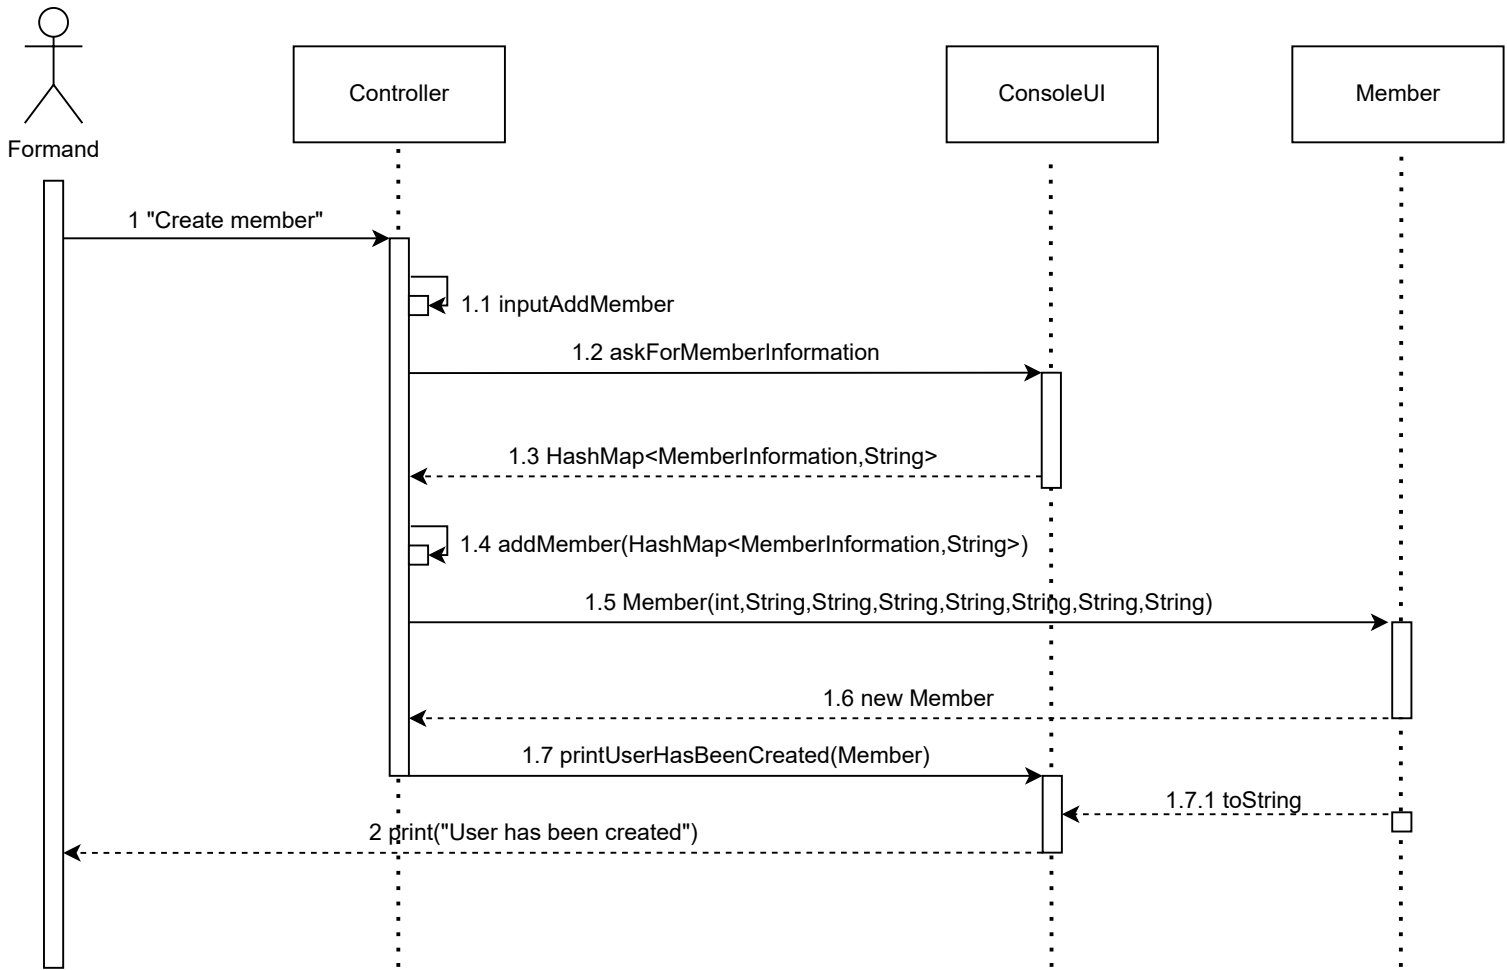 Controller
ConsoleUI
Member
Formand
1 "Create member"
1.1 inputAddMember
1.2 askForMemberInformation
1.3 HashMap<MemberInformation,String>
1.4 addMember(HashMap<MemberInformation,String>)
1.5 Member(int,String,String,String,String,String,String,String)
1.6 new Member
1.7 printUserHasBeenCreated(Member)
1.7.1 toString
2 print("User has been created")